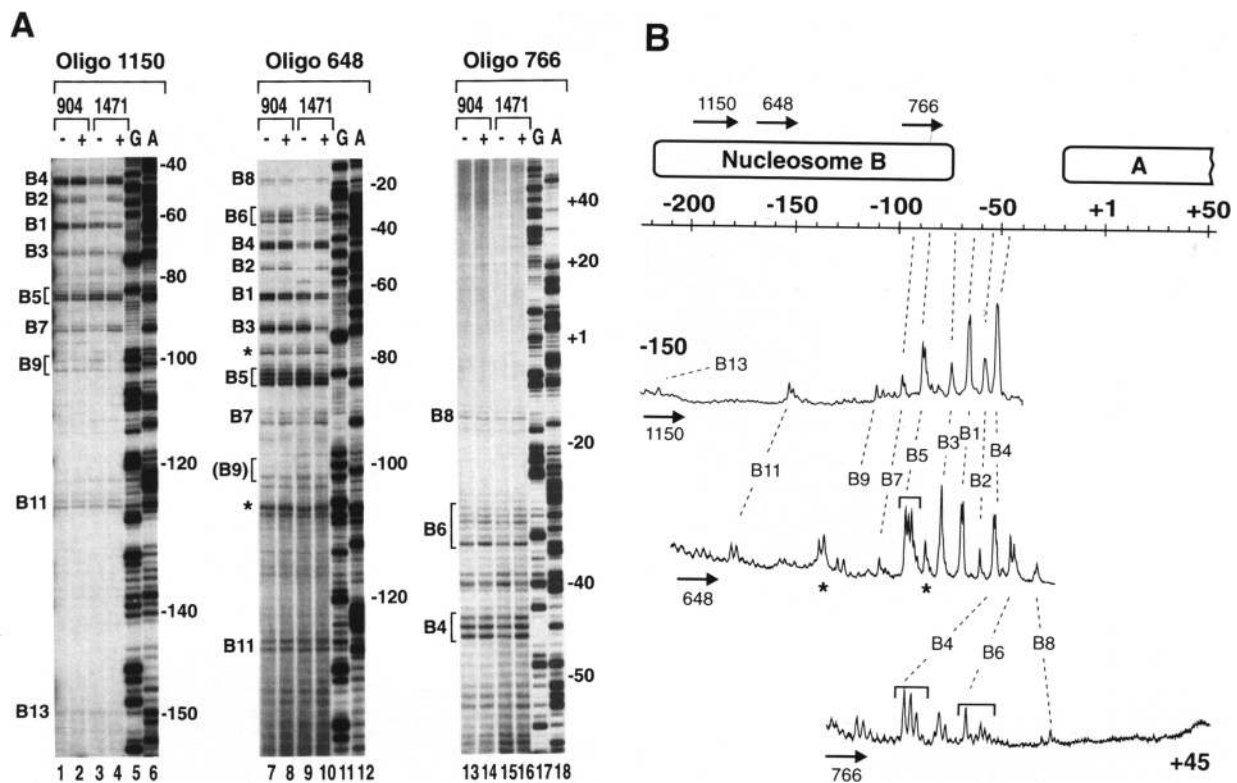 A
Oligo 1150
904 1471
- + - + G A
B4
B2
B1
B3
B5
B7
B9
B11
B13
-40
-60
-80
-100
-120
-140
-150
1 2 3 4 5 6
Oligo 648
904 1471
- + - + G A
B8
B6
B4
B2
B1
B3
*
B5
B7
(B9)
*
B11
-20
-40
-60
-80
-100
-120
7 8 9 10 11 12
Oligo 766
904 1471
- + - + G A
B8
B6
B4
+40
+20
+1
-20
-40
-50
13 14 15 16 17 18
B
1150 648 766
Nucleosome B A
-200 -150 -100 -50 +1 +50
-150
B13
1150
B11 B9 B7 B5 B3 B1 B2 B4
648
* *
B4 B6 B8
766
+45